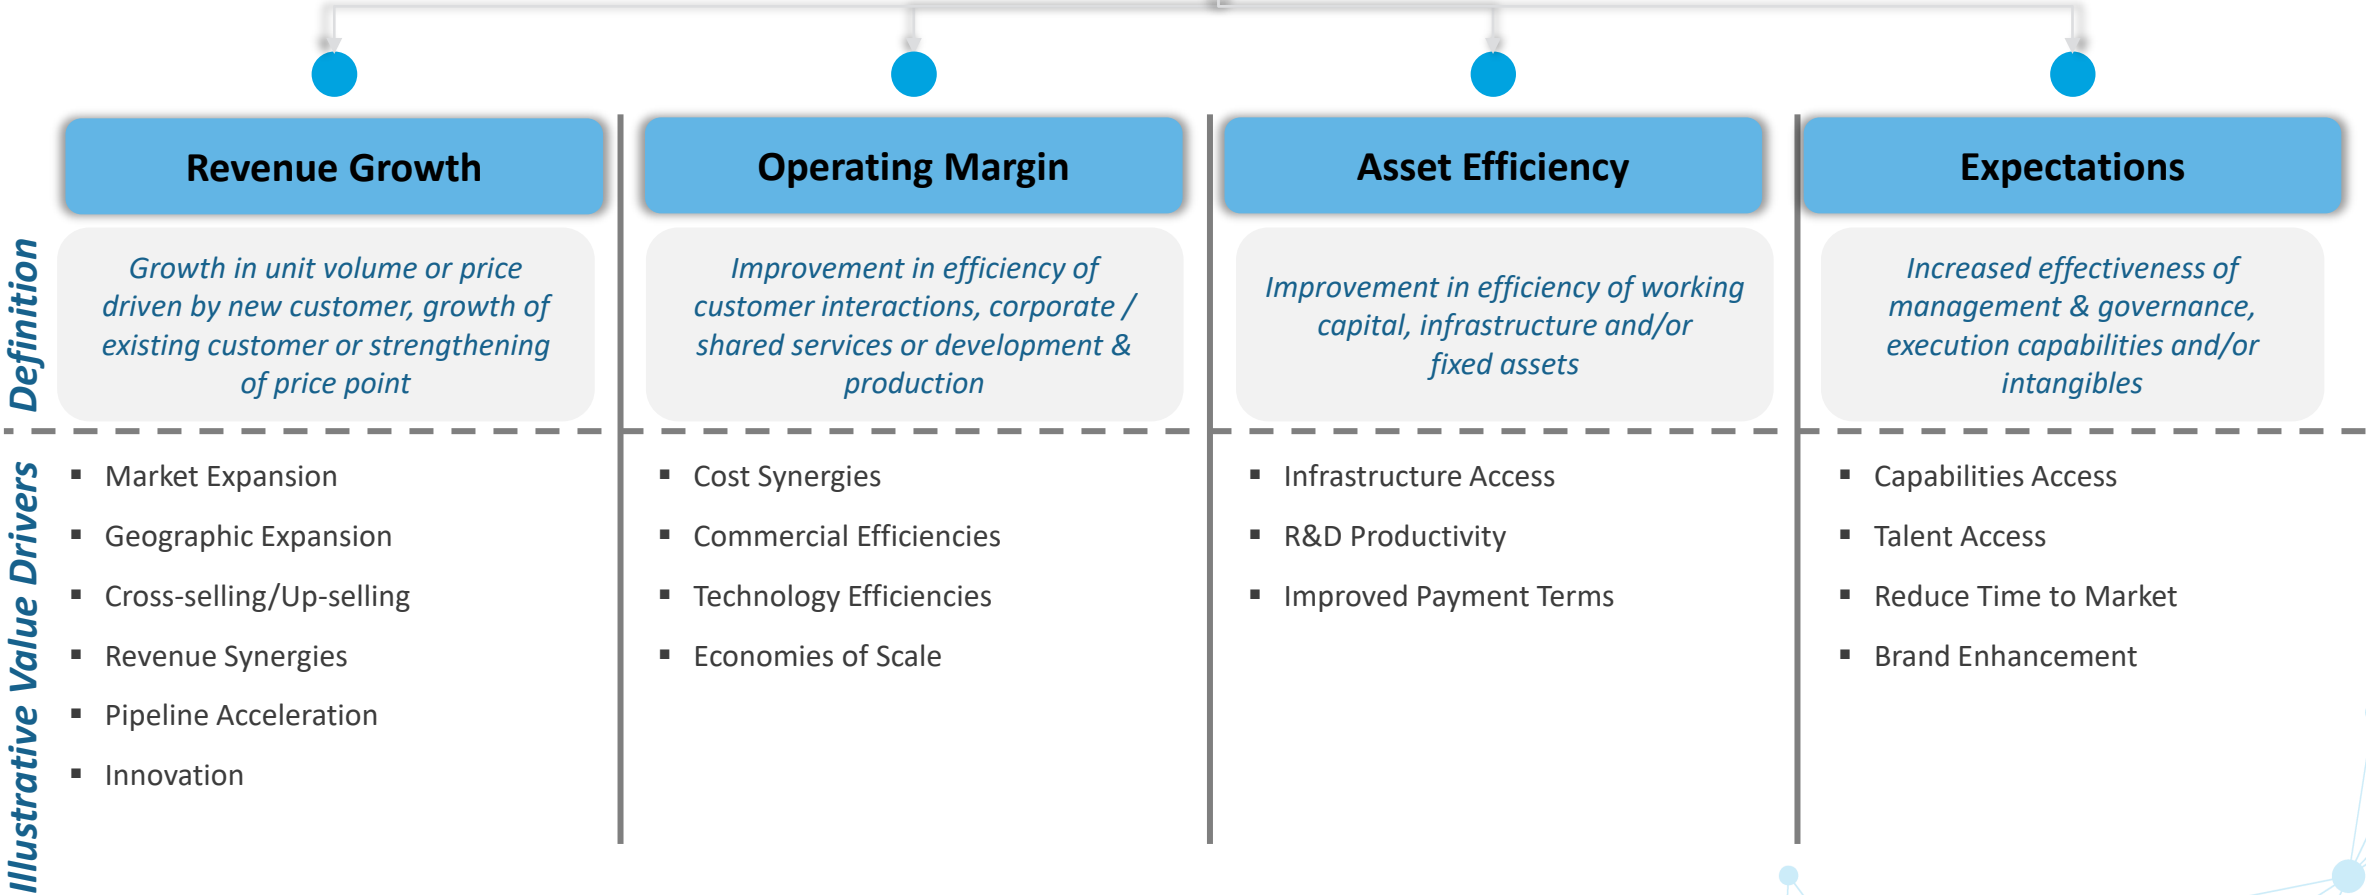 Revenue Growth
Operating Margin
Asset Efficiency
Expectations
Definition
Growth in unit volume or price
driven by new customer, growth of
existing customer or strengthening
of price point
Improvement in efficiency of
customer interactions, corporate /
shared services or development &
production
Improvement in efficiency of working
capital, infrastructure and/or
fixed assets
Increased effectiveness of
management & governance,
execution capabilities and/or
intangibles
Illustrative Value Drivers
▪ Market Expansion
▪ Geographic Expansion
▪ Cross-selling/Up-selling
▪ Revenue Synergies
▪ Pipeline Acceleration
▪ Innovation
▪ Cost Synergies
▪ Commercial Efficiencies
▪ Technology Efficiencies
▪ Economies of Scale
▪ Infrastructure Access
▪ R&D Productivity
▪ Improved Payment Terms
▪ Capabilities Access
▪ Talent Access
▪ Reduce Time to Market
▪ Brand Enhancement